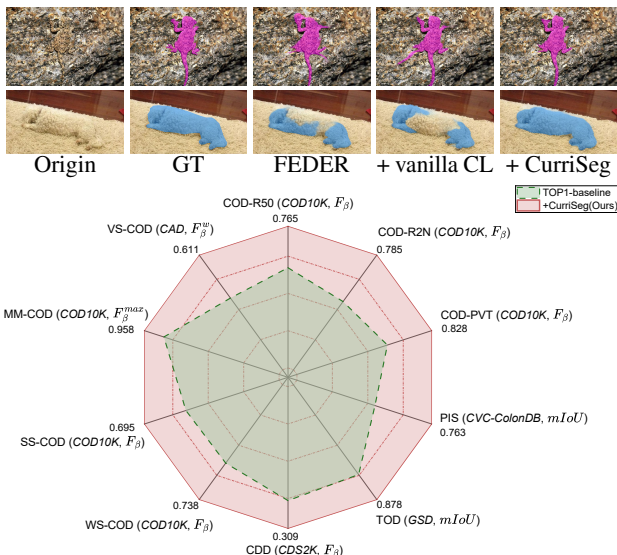 Origin GT FEDER + vanilla CL + CurriSeg
TOP1-baseline
+CurriSeg(Ours)
COD-R50 (COD10K, Fβ)
0.765
VS-COD (CAD, Fβ^w)
0.611
COD-R2N (COD10K, Fβ)
0.785
MM-COD (COD10K, Fβ^max)
0.958
COD-PVT (COD10K, Fβ)
0.828
SS-COD (COD10K, Fβ)
0.695
PIS (CVC-ColonDB, mIoU)
0.763
WS-COD (COD10K, Fβ)
0.738
TOD (GSD, mIoU)
0.878
0.309
CDD (CDS2K, Fβ)